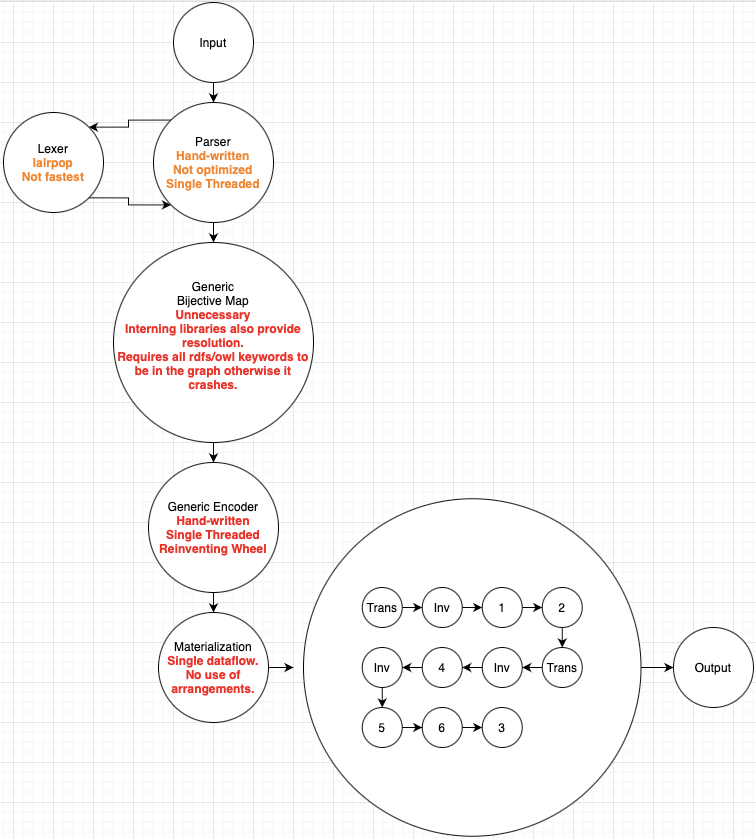 Input
Lexer
lalrpop
Not fastest
Parser
Hand-written
Not optimized
Single Threaded
Generic
Bijective Map
Unnecessary
Interning libraries also provide
resolution.
Requires all rdfs/owl keywords to
be in the graph otherwise it
crashes.
Generic Encoder
Hand-written
Single Threaded
Reinventing Wheel
Materialization
Single dataflow.
No use of
arrangements.
Trans
Inv
1
2
Trans
Inv
4
Inv
5
6
3
Output